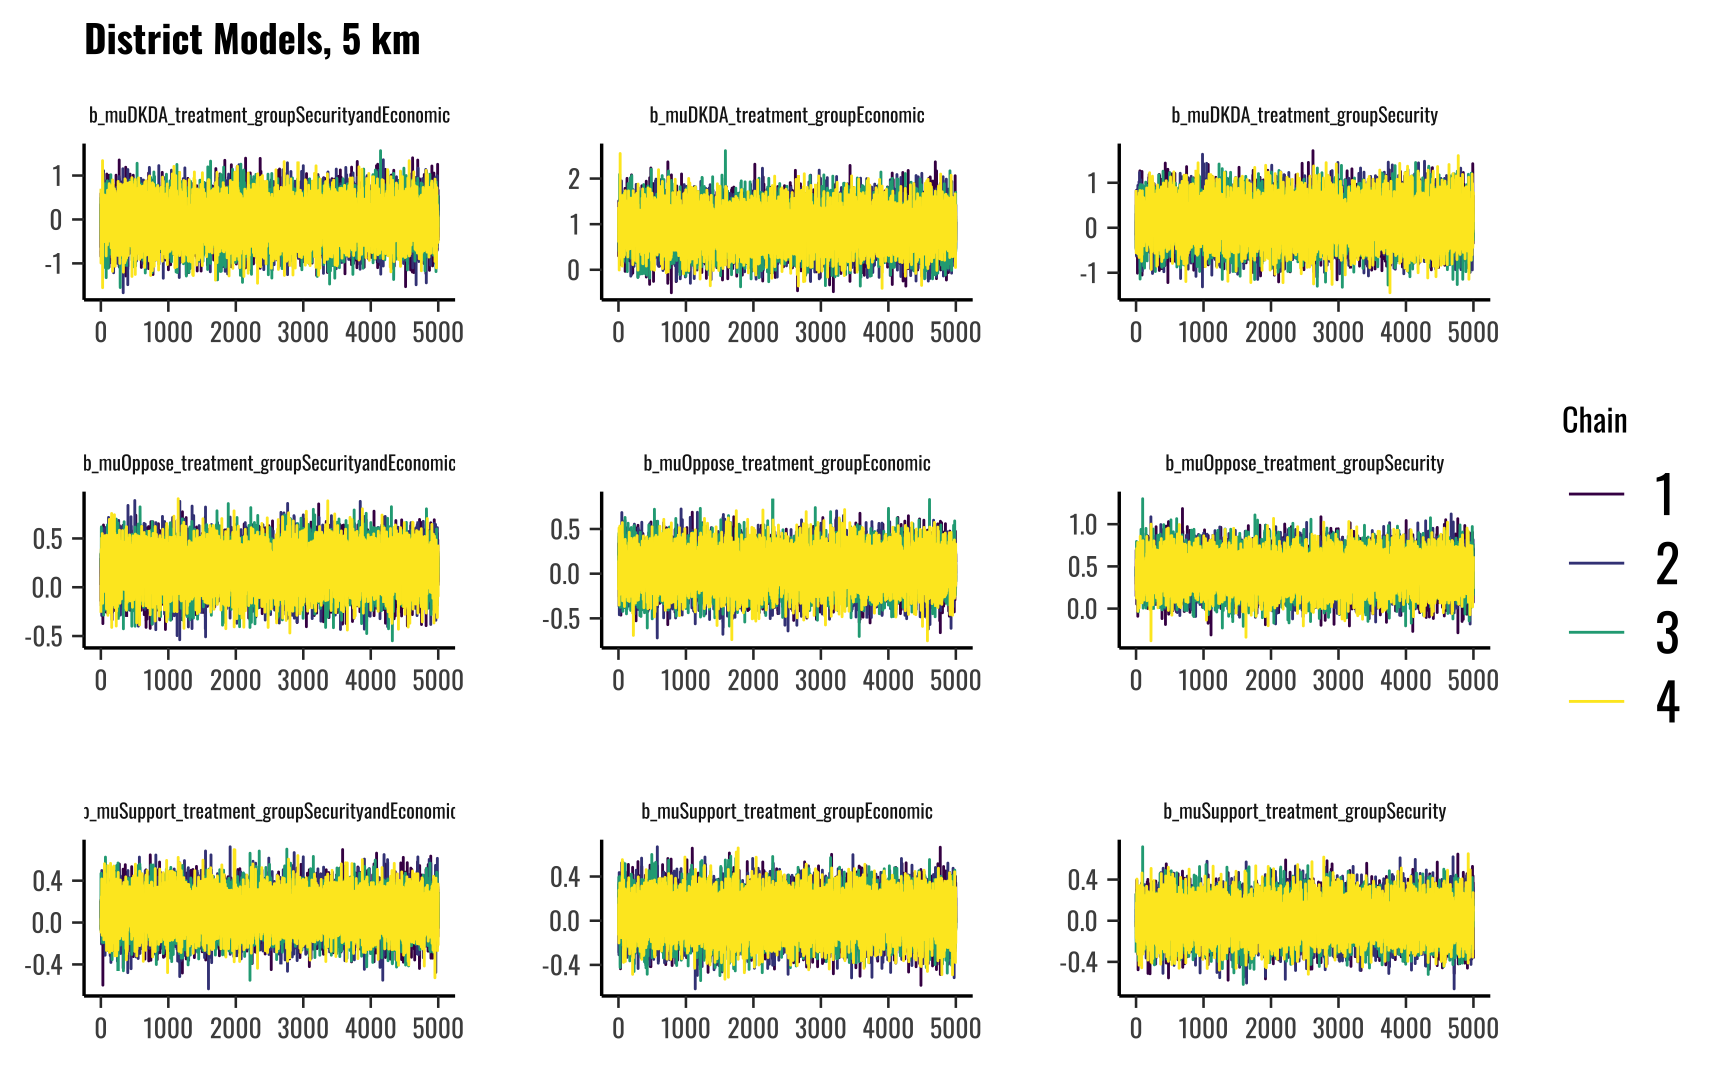 District Models, 5 km
b_muDKDA_treatment_groupSecurityandEconomic
b_muDKDA_treatment_groupEconomic
b_muDKDA_treatment_groupSecurity
1
0
-1
0 1000 2000 3000 4000 5000
2
1
0
0 1000 2000 3000 4000 5000
1
0
-1
0 1000 2000 3000 4000 5000
b_muOppose_treatment_groupSecurityandEconomic
b_muOppose_treatment_groupEconomic
b_muOppose_treatment_groupSecurity
0.5
0.0
-0.5
0 1000 2000 3000 4000 5000
0.5
0.0
-0.5
0 1000 2000 3000 4000 5000
1.0
0.5
0.0
0 1000 2000 3000 4000 5000
b_muSupport_treatment_groupSecurityandEconomic
b_muSupport_treatment_groupEconomic
b_muSupport_treatment_groupSecurity
0.4
0.0
-0.4
0 1000 2000 3000 4000 5000
0.4
0.0
-0.4
0 1000 2000 3000 4000 5000
0.4
0.0
-0.4
0 1000 2000 3000 4000 5000
Chain
1
2
3
4